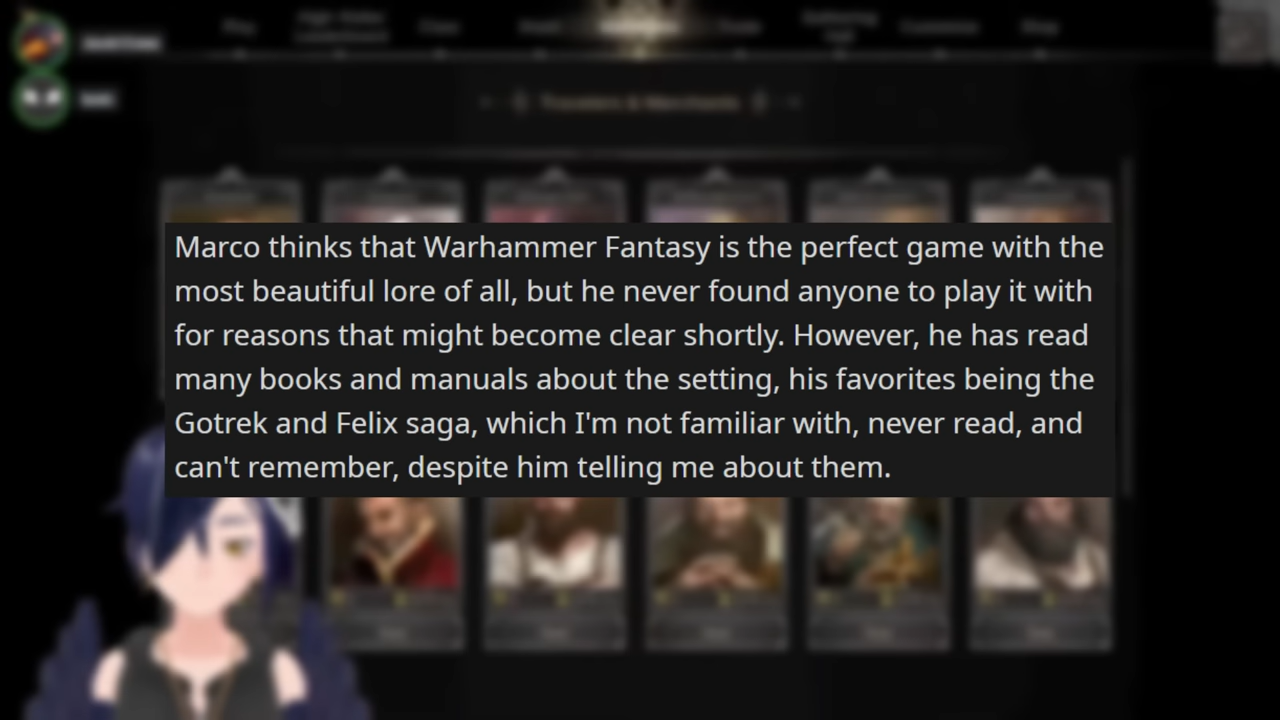 Marco thinks that Warhammer Fantasy is the perfect game with the
most beautiful lore of all, but he never found anyone to play it with
for reasons that might become clear shortly. However, he has read
many books and manuals about the setting, his favorites being the
Gotrek and Felix saga, which I'm not familiar with, never read, and
can't remember, despite him telling me about them.